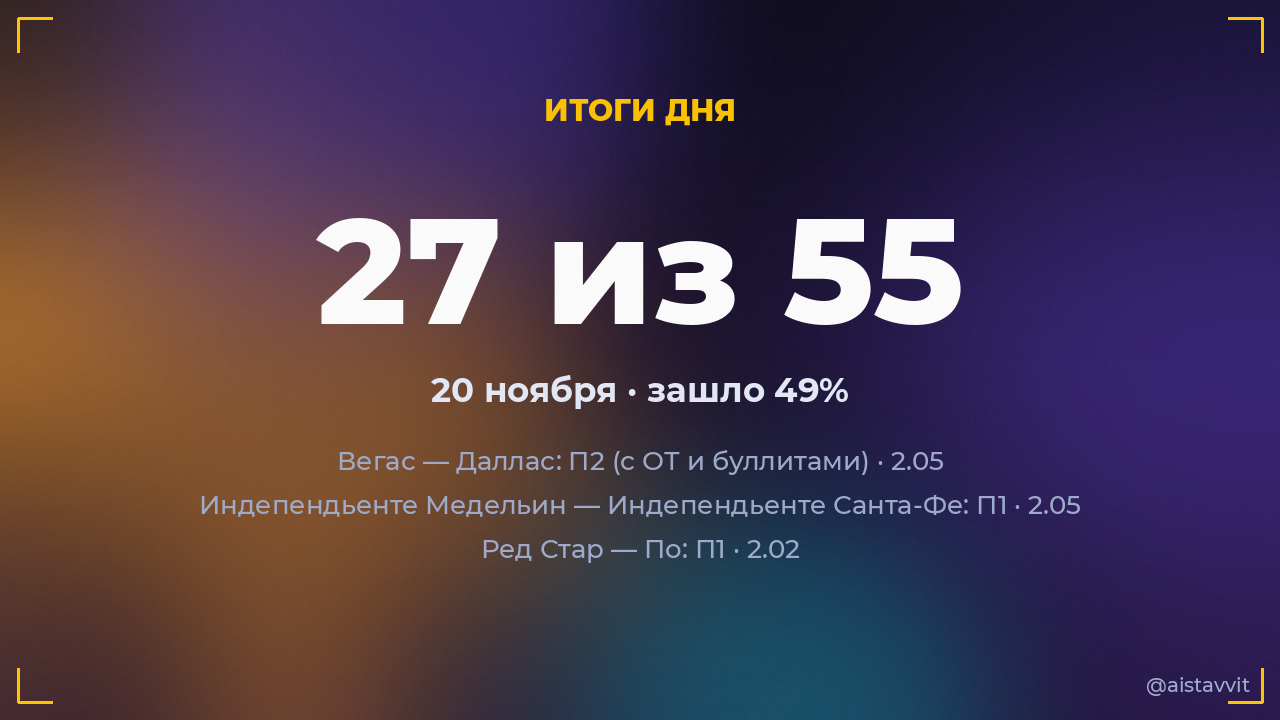 ИТОГИ ДНЯ
27 из 55
20 ноября · зашло 49%
Вегас — Даллас: П2 (с ОТ и буллитами) · 2.05
Индепендьенте Медельин — Индепендьенте Санта-Фе: П1 · 2.05
Ред Стар — По: П1 · 2.02
@aistavvit